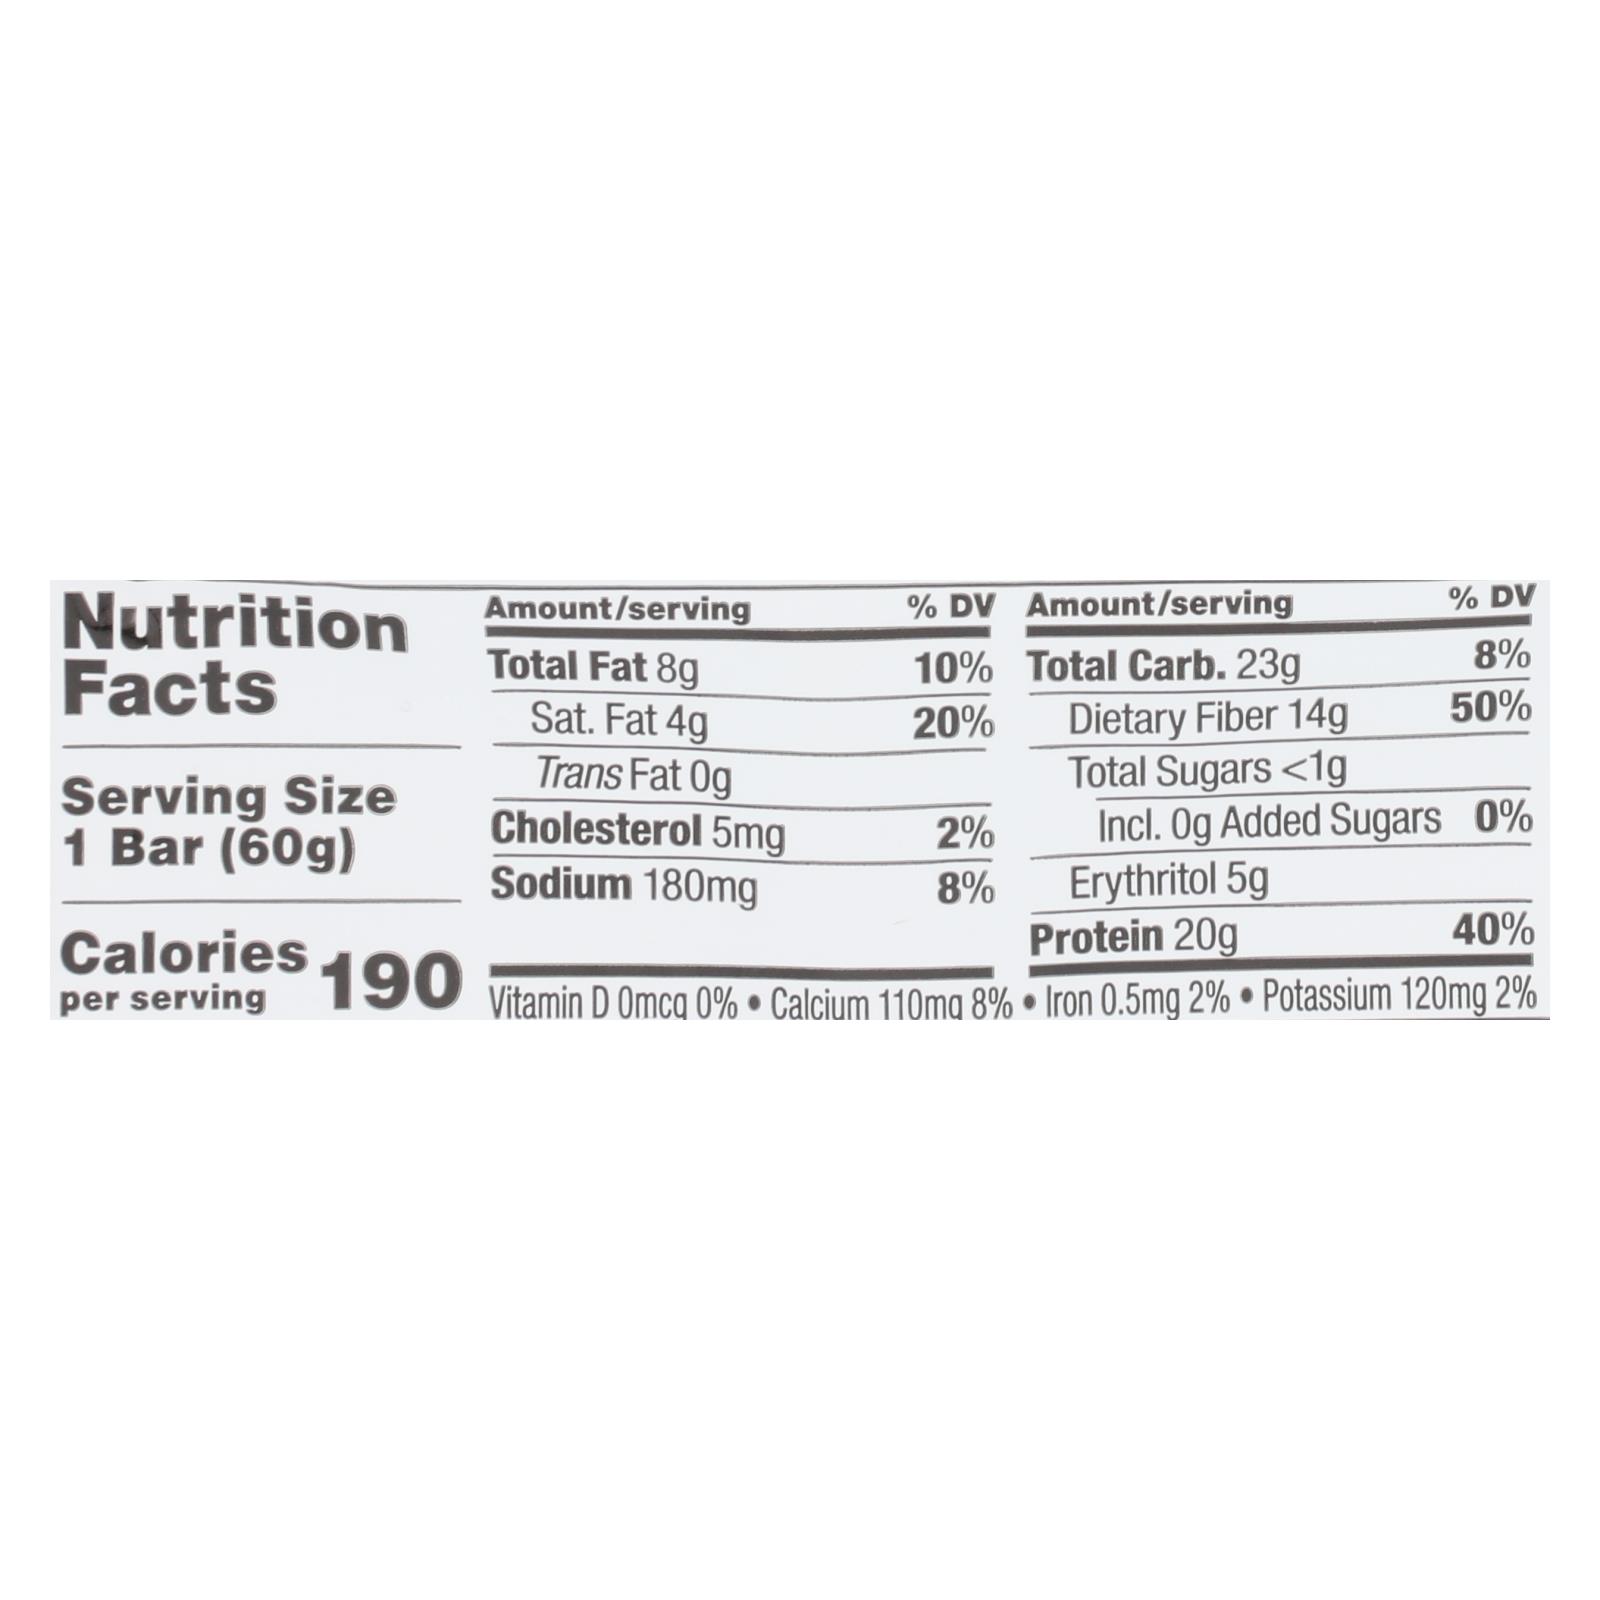 Nutrition
Facts
Serving Size
1 Bar (60g)
Calories
per serving 190
Amount/serving % DV
Total Fat 8g 10%
Sat. Fat 4g 20%
Trans Fat 0g
Cholesterol 5mg 2%
Sodium 180mg 8%
Amount/serving % DV
Total Carb. 23g 8%
Dietary Fiber 14g 50%
Total Sugars <1g
Incl. 0g Added Sugars 0%
Erythritol 5g
Protein 20g 40%
Vitamin D 0mcg 0% • Calcium 110mg 8% • Iron 0.5mg 2% • Potassium 120mg 2%